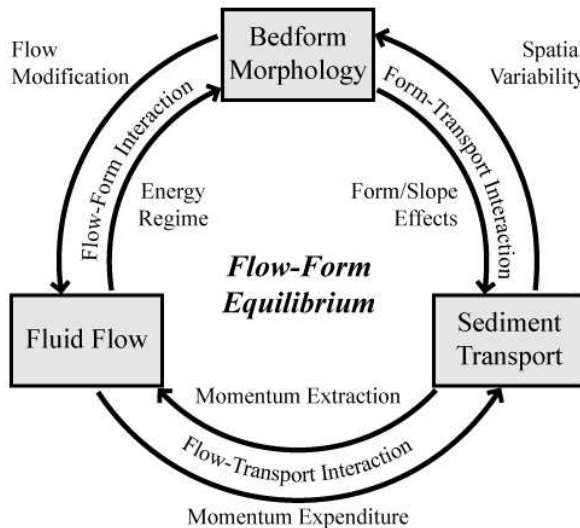 Bedform
Morphology
Flow
Modification
Spatial
Variability
Flow-Form Interaction
Form-Transport Interaction
Energy
Regime
Form/Slope
Effects
Flow-Form
Equilibrium
Fluid Flow
Sediment
Transport
Momentum Extraction
Flow-Transport Interaction
Momentum Expenditure